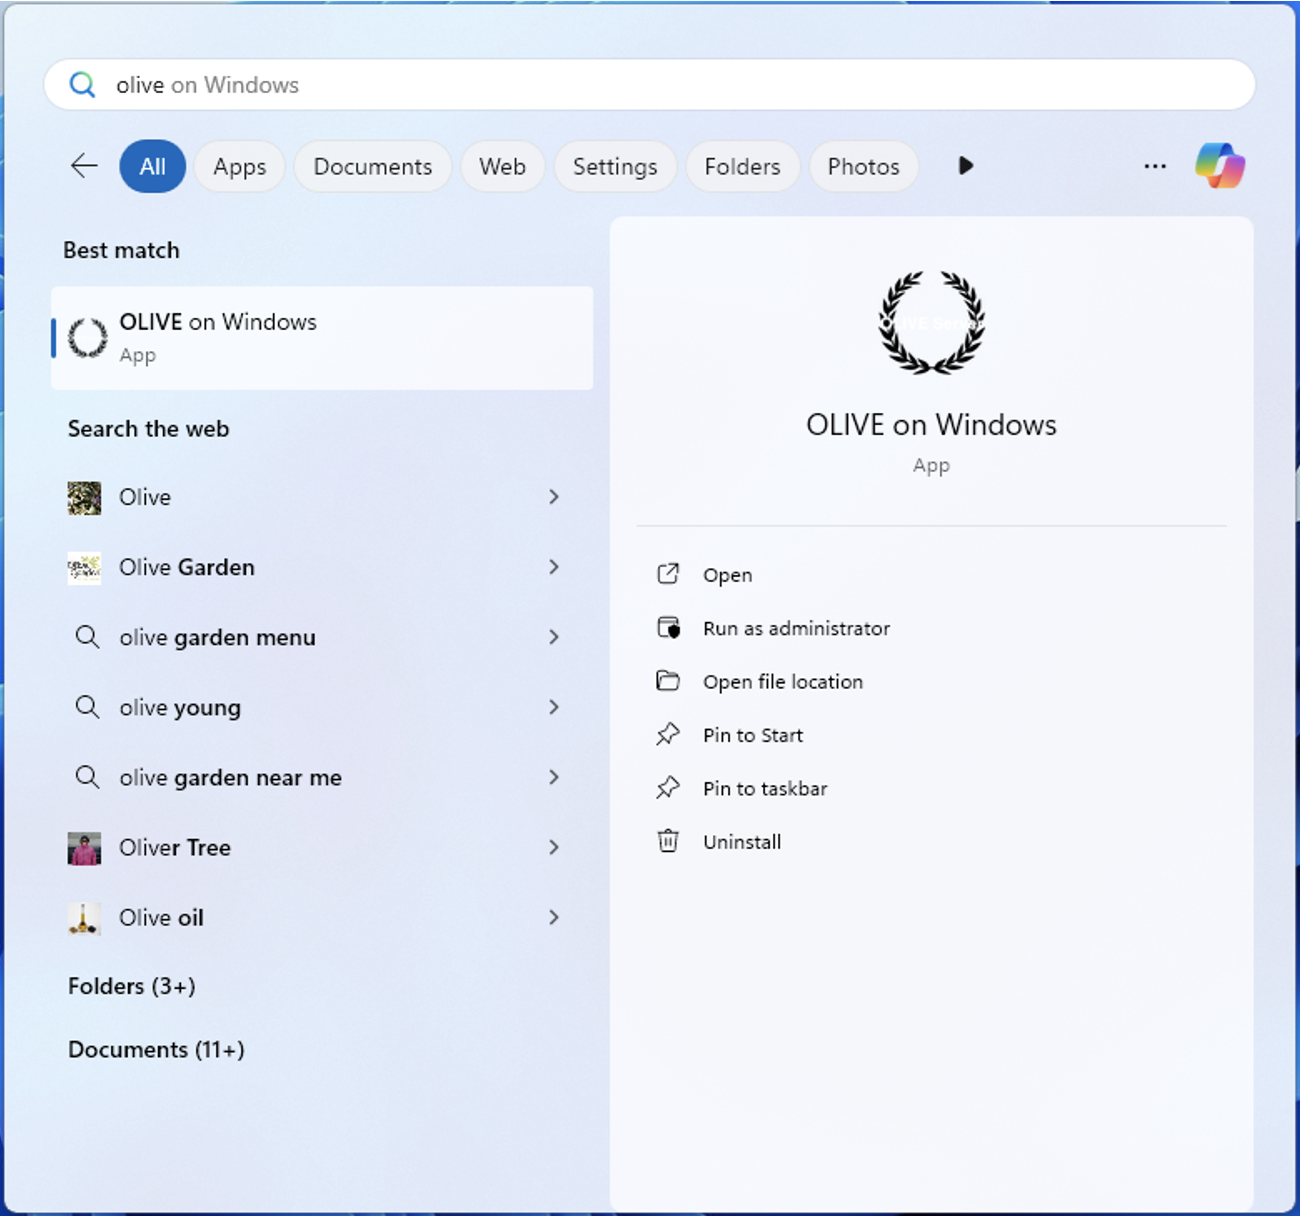 olive on Windows
All Apps Documents Web Settings Folders Photos
Best match
OLIVE on Windows
App
Search the web
Olive
Olive Garden
olive garden menu
olive young
olive garden near me
Oliver Tree
Olive oil
Folders (3+)
Documents (11+)
OLIVE Server
OLIVE on Windows
App
Open
Run as administrator
Open file location
Pin to Start
Pin to taskbar
Uninstall